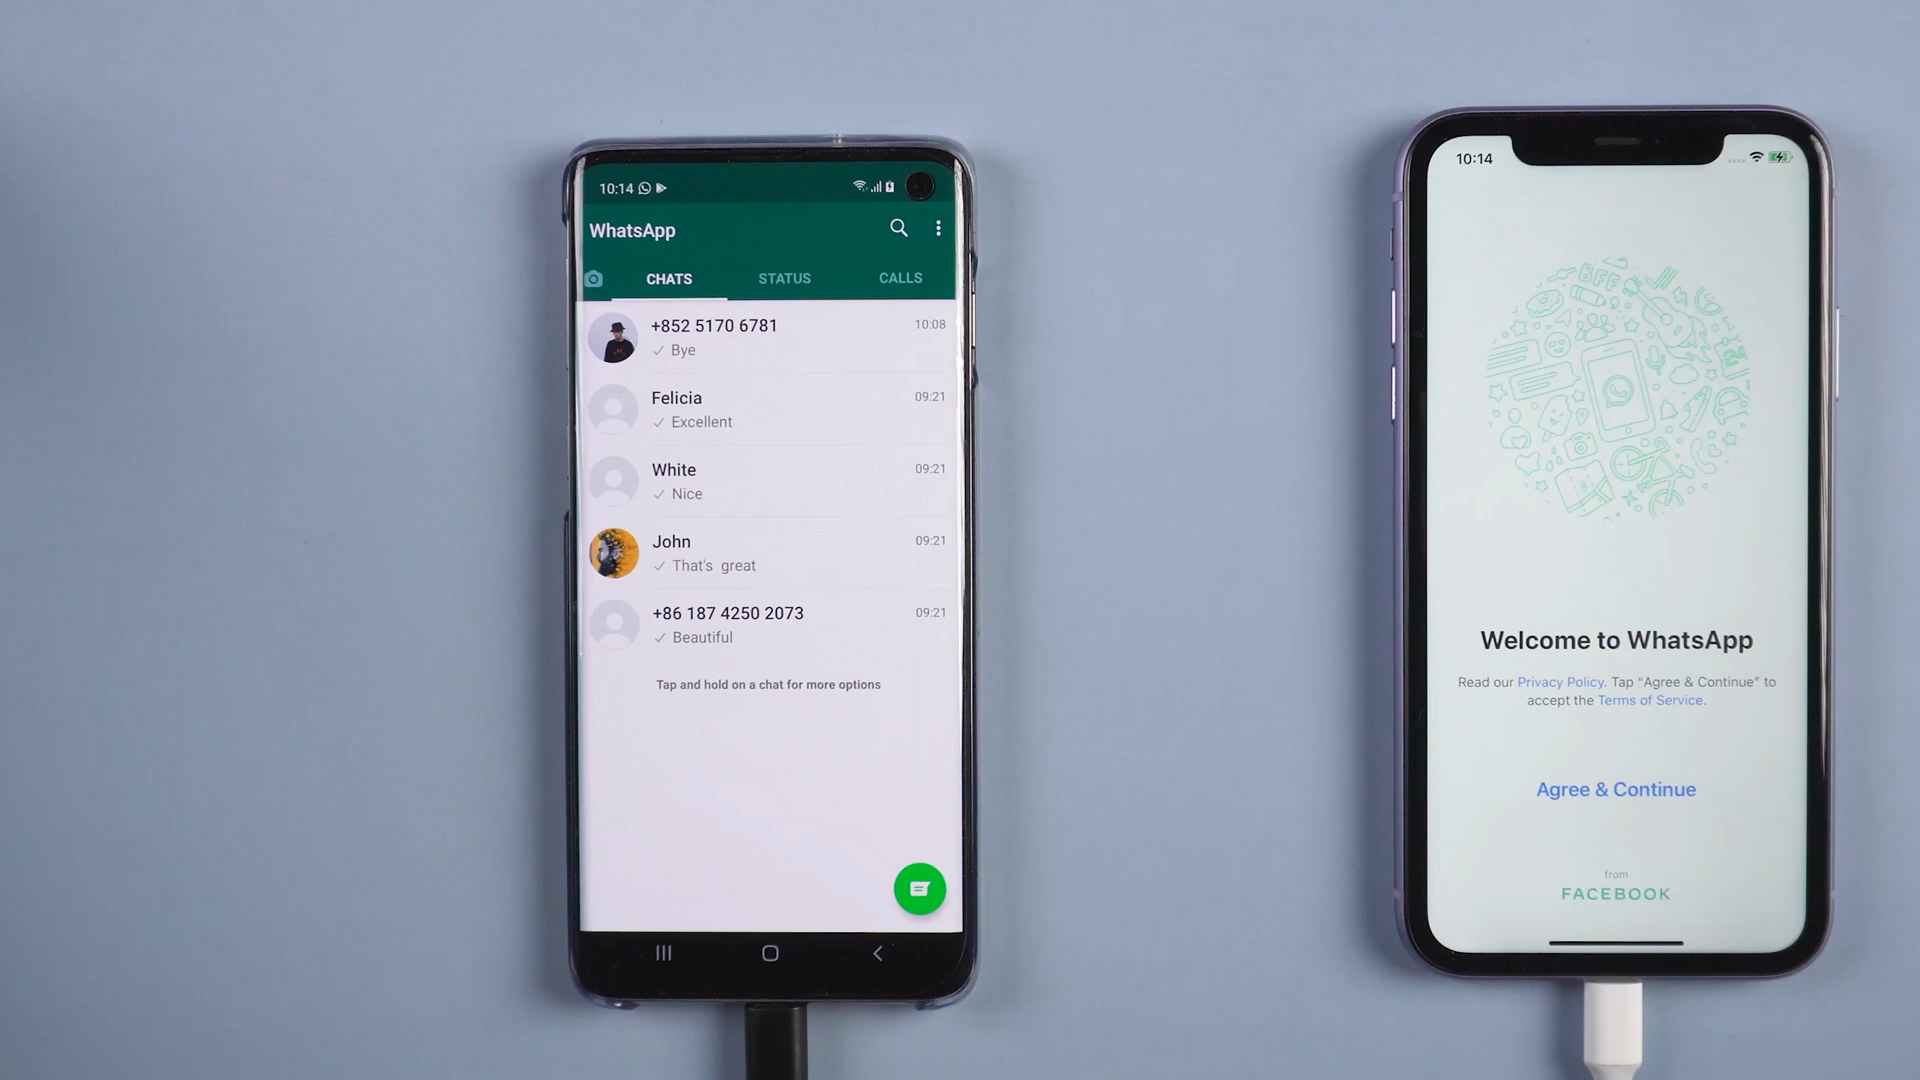 10:14
WhatsApp
CHATS STATUS CALLS
+852 5170 6781 10:08
Bye
Felicia 09:21
Excellent
White 09:21
Nice
John 09:21
That's great
+86 187 4250 2073 09:21
Beautiful
Tap and hold on a chat for more options
10:14
BFF
24
Welcome to WhatsApp
Read our Privacy Policy. Tap “Agree & Continue” to
accept the Terms of Service.
Agree & Continue
from
FACEBOOK